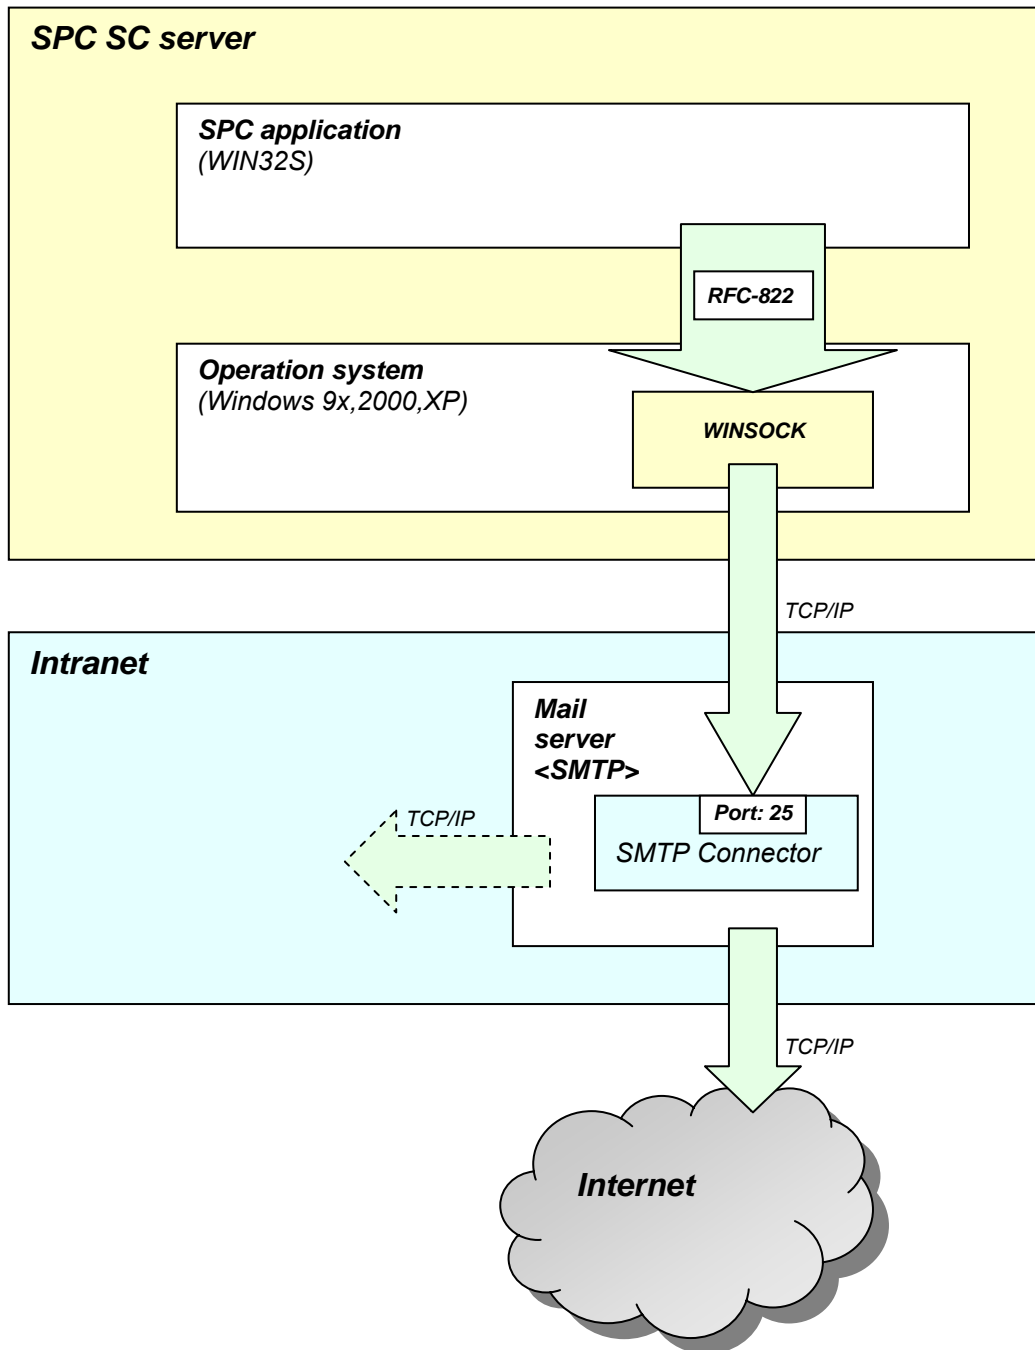 SPC SC server
SPC application
(WIN32S)
RFC-822
Operation system
(Windows 9x,2000,XP)
WINSOCK
TCP/IP
Intranet
Mail
server
<SMTP>
Port: 25
TCP/IP
SMTP Connector
TCP/IP
Internet